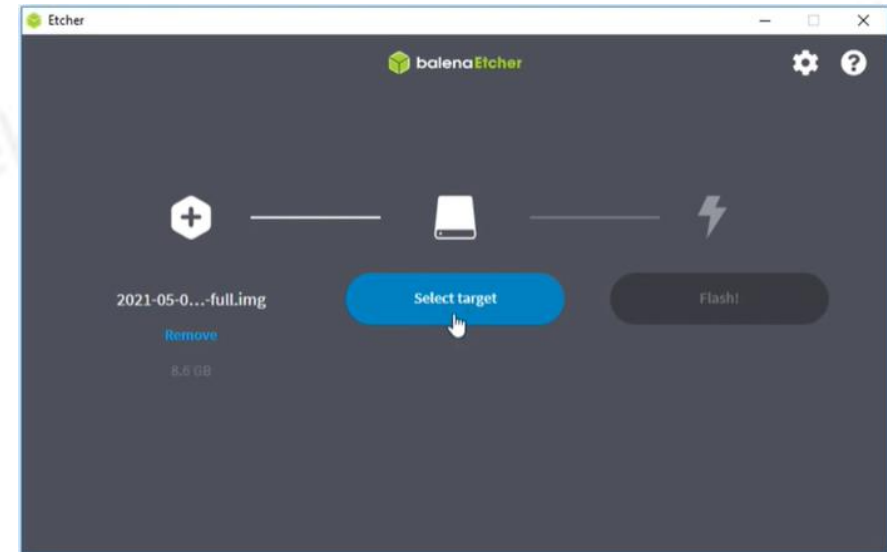 Etcher
balenaEtcher
2021-05-0...-full.img
Select target
Flash!
Remove
8.6 GB